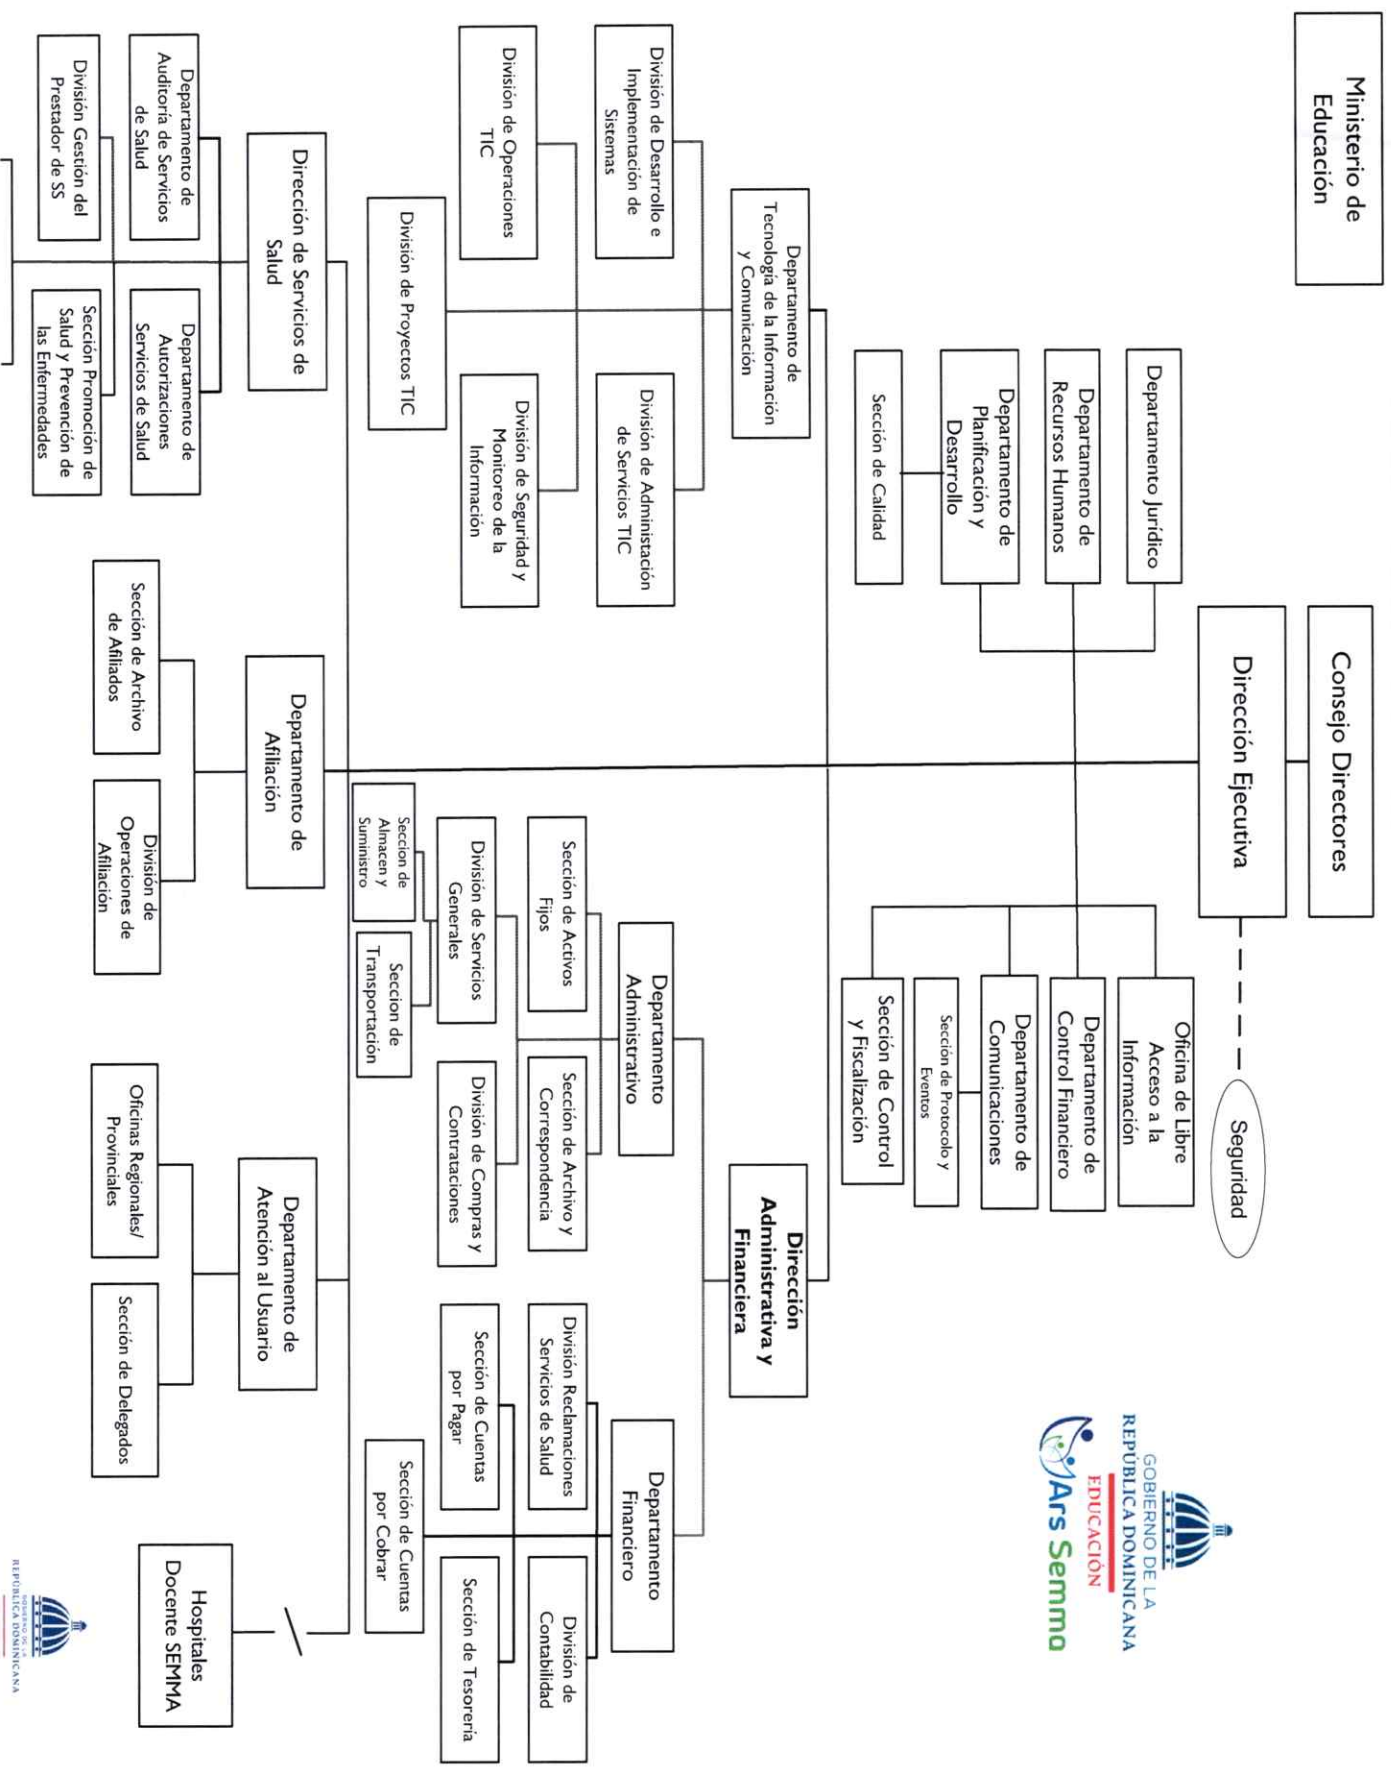 Ministerio de
Educación
Consejo Directores
Dirección Ejecutiva
Seguridad
GOBIERNO DE LA
REPÚBLICA DOMINICANA
EDUCACIÓN
Ars Semma
Departamento Jurídico
Departamento de
Recursos Humanos
Departamento de
Planificación y
Desarrollo
Sección de Calidad
Oficina de Libre
Acceso a la
Información
Departamento de
Control Financiero
Departamento de
Comunicaciones
Sección de Protocolo y
Eventos
Sección de Control
y Fiscalización
Departamento de
Tecnología de la Información
y Comunicación
División de Desarrollo e
Implementación de
Sistemas
División de Administación
de Servicios TIC
División de Operaciones
TIC
División de Seguridad y
Monitoreo de la
Información
División de Proyectos TIC
Dirección
Administrativa y
Financiera
Departamento
Administrativo
Sección de Activos
Fijos
Sección de Archivo y
Correspondencia
División de Servicios
Generales
División de Compras y
Contrataciones
Seccion de
Almacen y
Suministro
Seccion de
Transportación
Departamento
Financiero
División Reclamaciones
Servicios de Salud
División de
Contabilidad
Sección de Cuentas
por Pagar
Sección de Tesoreria
Sección de Cuentas
por Cobrar
Dirección de Servicios de
Salud
Departamento de
Auditoría de Servicios
de Salud
Departamento de
Autorizaciones
Servicios de Salud
División Gestión del
Prestador de SS
Sección Promoción de
Salud y Prevención de
las Enfermedades
Departamento de
Afiliación
Sección de Archivo
de Afiliados
División de
Operaciones de
Afiliación
Departamento de
Atención al Usuario
Oficinas Regionales/
Provinciales
Sección de Delegados
Hospitales
Docente SEMMA
GOBIERNO DE LA
REPÚBLICA DOMINICANA